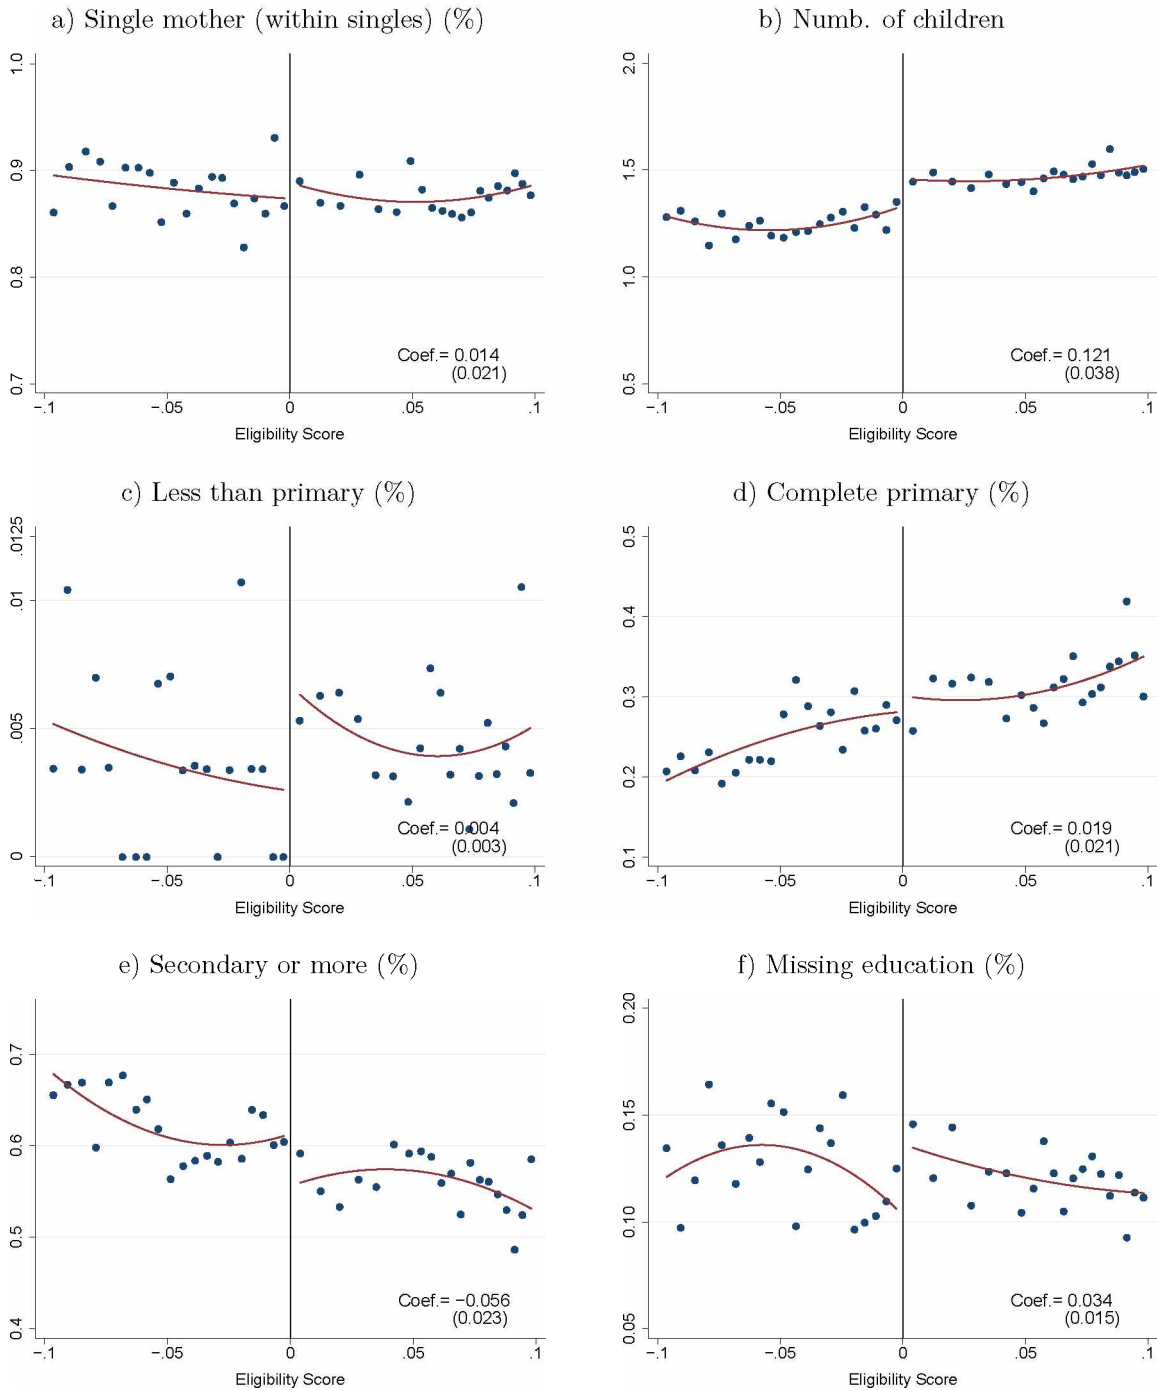 a) Single mother (within singles) (%)
1.0
0.9
0.8
0.7
Coef.= 0.014
(0.021)
−.1 −.05 0 .05 .1
Eligibility Score
b) Numb. of children
2.0
1.5
1.0
0.5
Coef.= 0.121
(0.038)
−.1 −.05 0 .05 .1
Eligibility Score
c) Less than primary (%)
.0125
.01
.005
0
Coef.= 0.004
(0.003)
−.1 −.05 0 .05 .1
Eligibility Score
d) Complete primary (%)
0.5
0.4
0.3
0.2
0.1
Coef.= 0.019
(0.021)
−.1 −.05 0 .05 .1
Eligibility Score
e) Secondary or more (%)
0.7
0.6
0.5
0.4
Coef.= −0.056
(0.023)
−.1 −.05 0 .05 .1
Eligibility Score
f) Missing education (%)
0.20
0.15
0.10
0.05
Coef.= 0.034
(0.015)
−.1 −.05 0 .05 .1
Eligibility Score